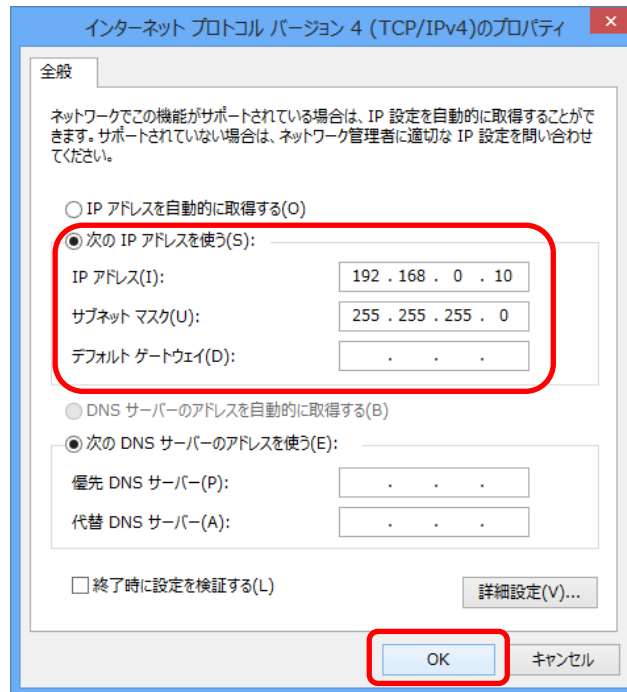 インターネット プロトコル バージョン 4 (TCP/IPv4)のプロパティ
全般
ネットワークでこの機能がサポートされている場合は、IP 設定を自動的に取得することがで
きます。サポートされていない場合は、ネットワーク管理者に適切な IP 設定を問い合わせ
てください。
IP アドレスを自動的に取得する(O)
次の IP アドレスを使う(S):
IP アドレス(I): 192 . 168 . 0 . 10
サブネット マスク(U): 255 . 255 . 255 . 0
デフォルト ゲートウェイ(D): . . .
DNS サーバーのアドレスを自動的に取得する(B)
次の DNS サーバーのアドレスを使う(E):
優先 DNS サーバー(P): . . .
代替 DNS サーバー(A): . . .
終了時に設定を検証する(L)
詳細設定(V)...
OK キャンセル